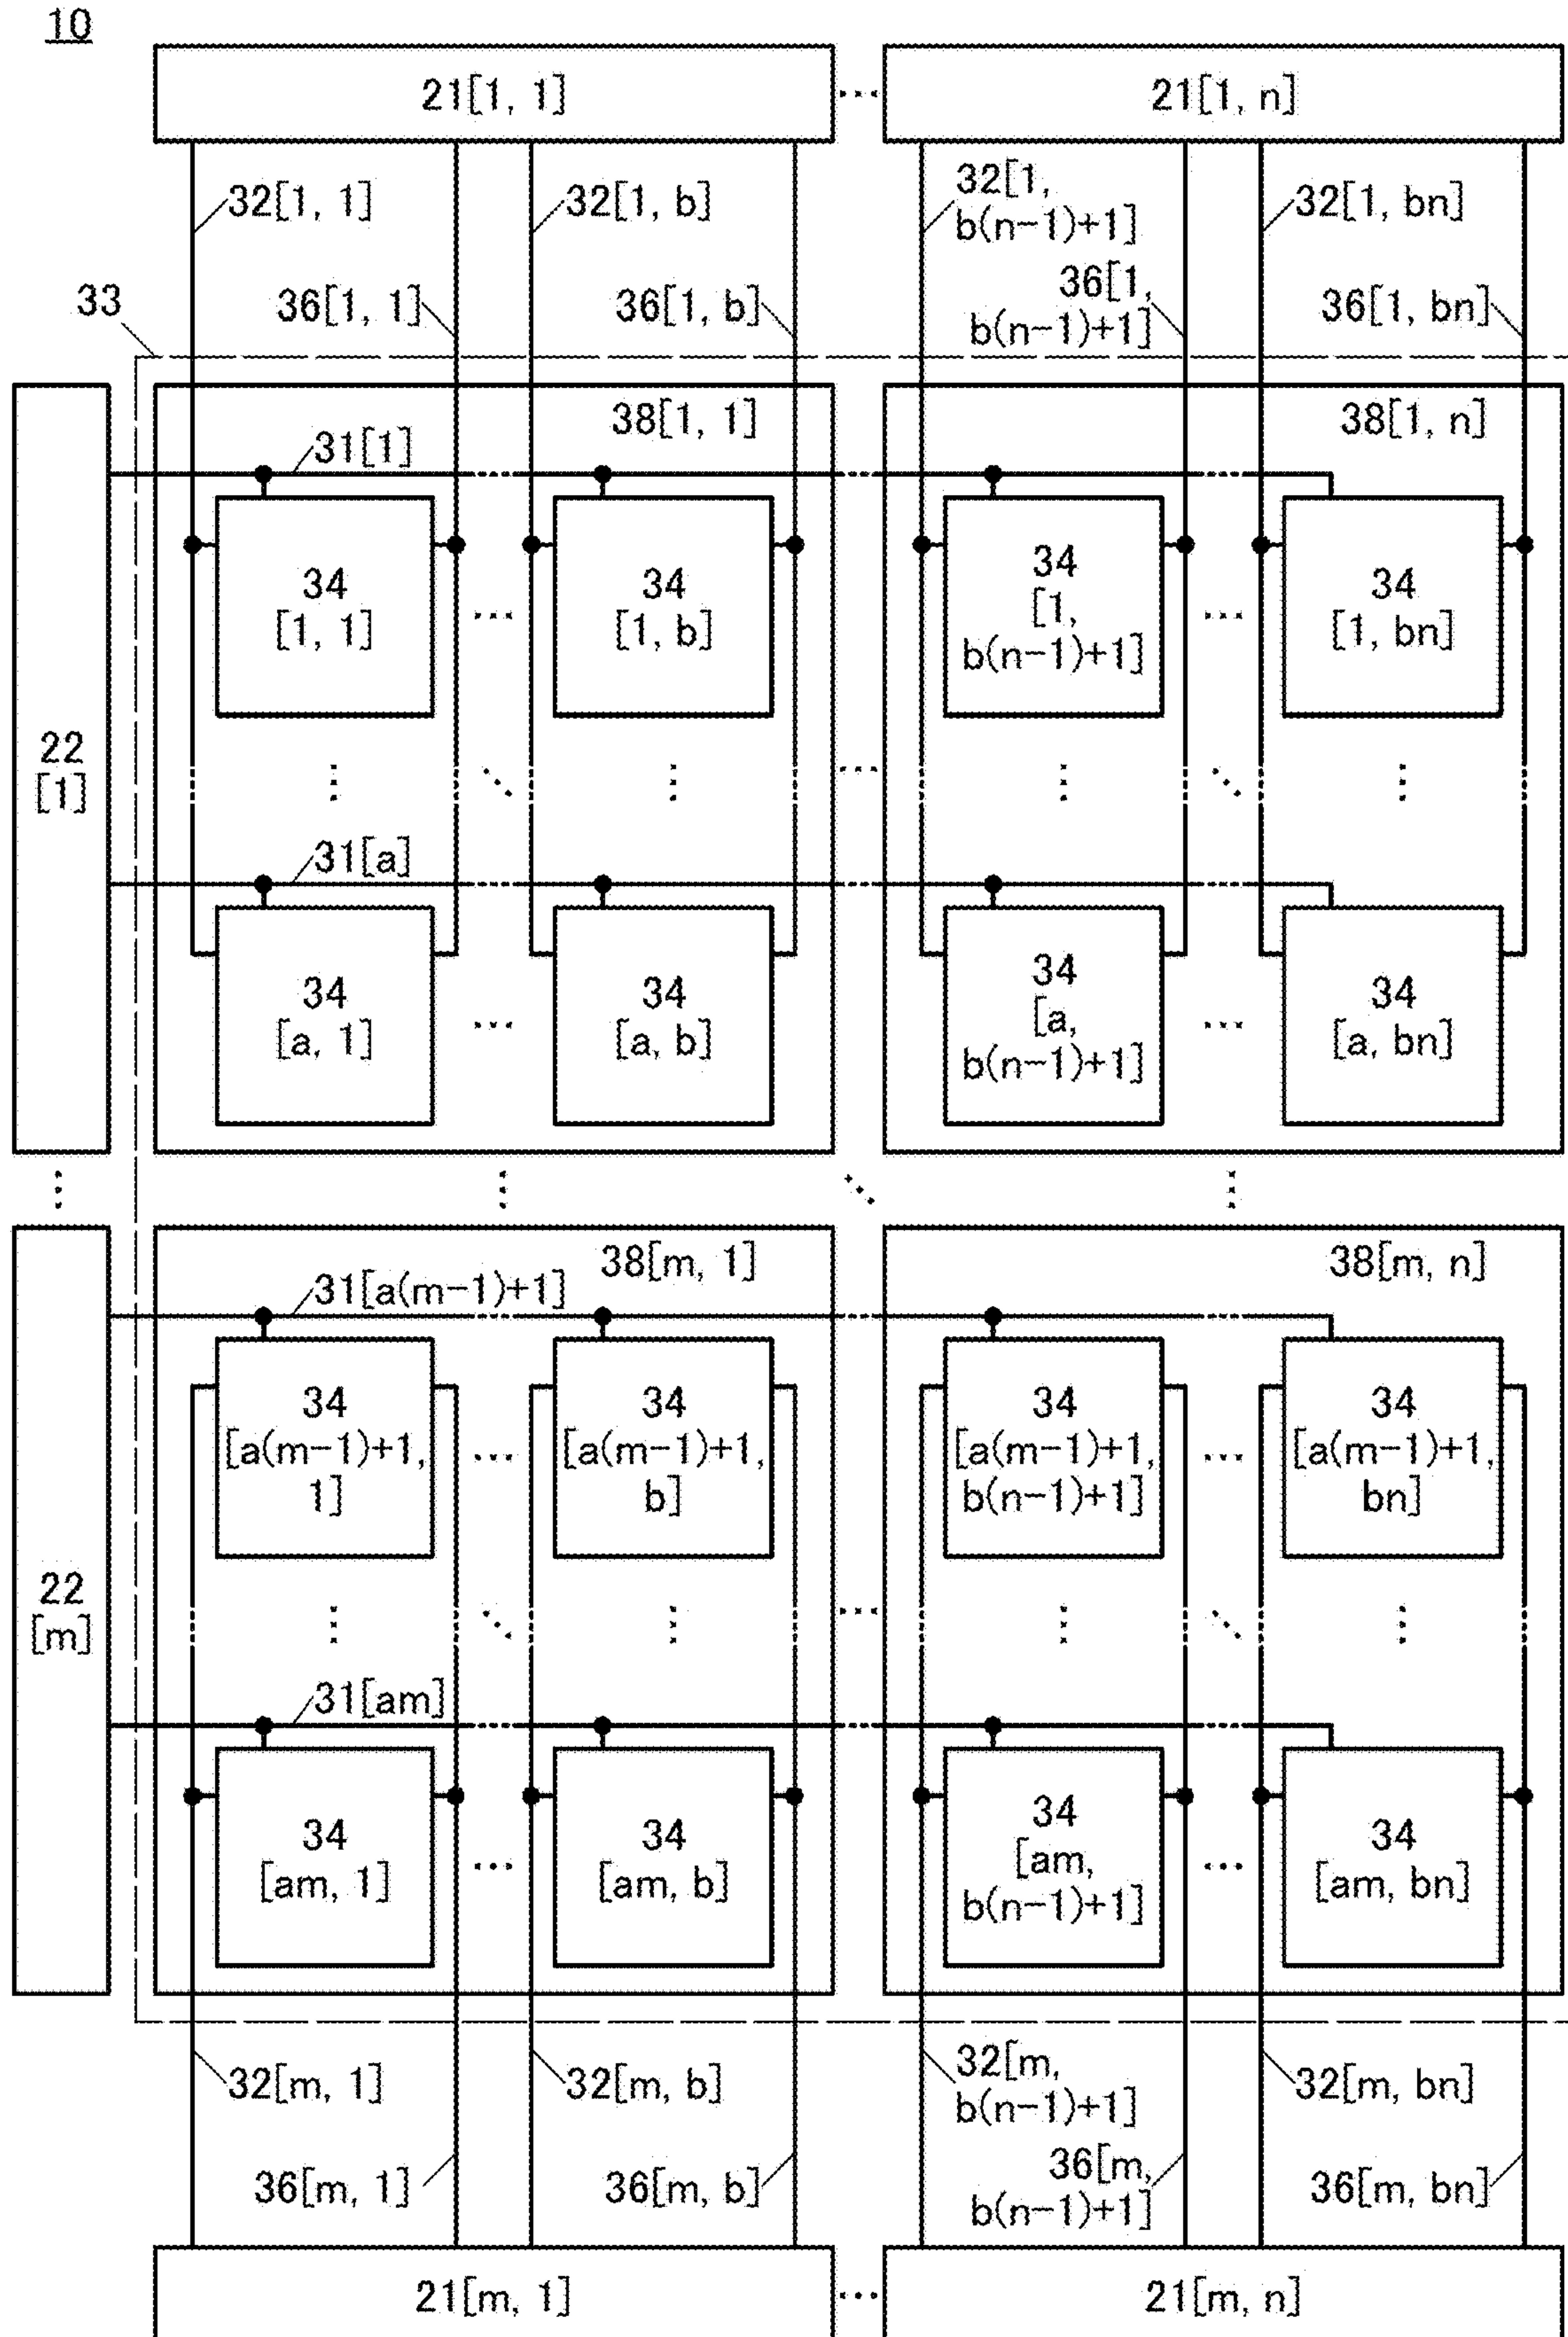 10
21[1, 1]
21[1, n]
32[1, 1]
32[1, b]
32[1,
b(n-1)+1]
32[1, bn]
33
36[1, 1]
36[1, b]
36[1,
b(n-1)+1]
36[1, bn]
22
[1]
38[1, 1]
38[1, n]
31[1]
34
[1, 1]
34
[1, b]
34
[1,
b(n-1)+1]
34
[1, bn]
31[a]
34
[a, 1]
34
[a, b]
34
[a,
b(n-1)+1]
34
[a, bn]
22
[m]
38[m, 1]
38[m, n]
31[a(m-1)+1]
34
[a(m-1)+1,
1]
34
[a(m-1)+1,
b]
34
[a(m-1)+1,
b(n-1)+1]
34
[a(m-1)+1,
bn]
31[am]
34
[am, 1]
34
[am, b]
34
[am,
b(n-1)+1]
34
[am, bn]
32[m, 1]
32[m, b]
32[m,
b(n-1)+1]
32[m, bn]
36[m, 1]
36[m, b]
36[m,
b(n-1)+1]
36[m, bn]
21[m, 1]
21[m, n]